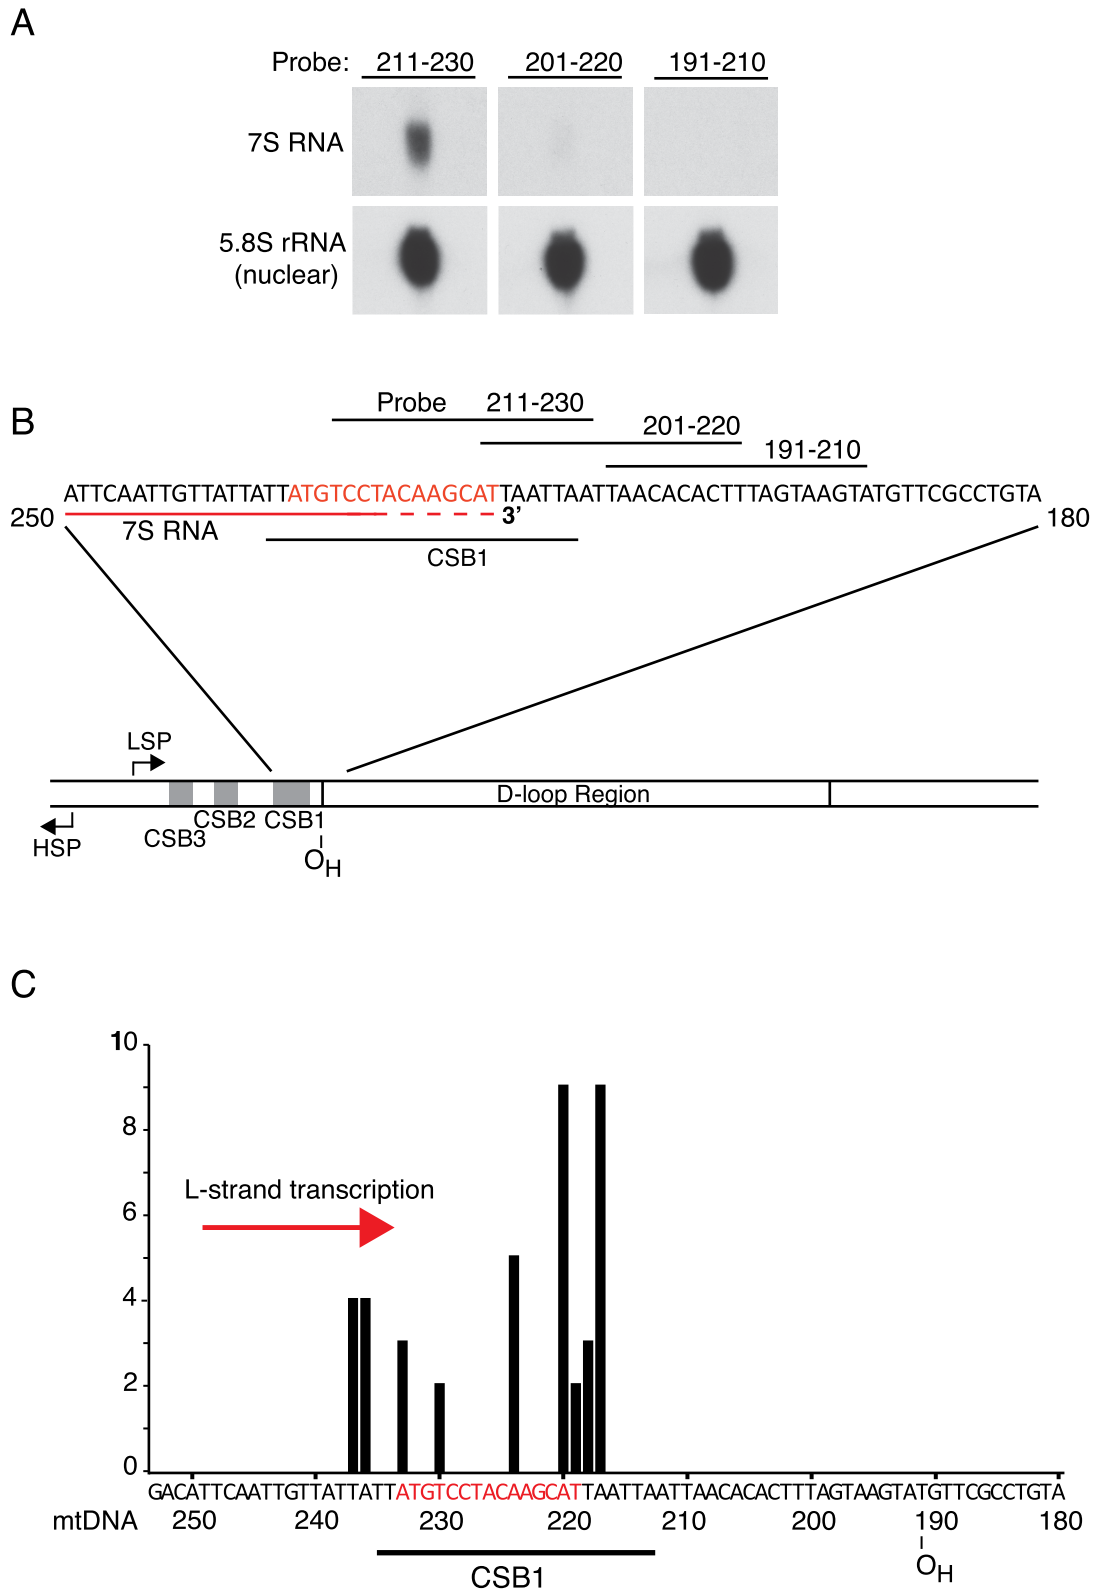 A
Probe: 211-230 201-220 191-210
7S RNA
5.8S rRNA
(nuclear)
B
Probe 211-230
201-220
191-210
ATTCAATTGTTATTATTATGTCCTACAAGCATTAATTAATTAACACACTTTAGTAAGTATGTTCGCCTGTA
250 7S RNA 3’ 180
CSB1
LSP
D-loop Region
CSB2 CSB1
CSB3
HSP
OH
C
10
8
L-strand transcription
6
4
2
0
GACATTCAATTGTTATTATTATGTCCTACAAGCATTAATTAATTAACACACTTTAGTAAGTATGTTCGCCTGTA
mtDNA 250 240 230 220 210 200 190 180
OH
CSB1